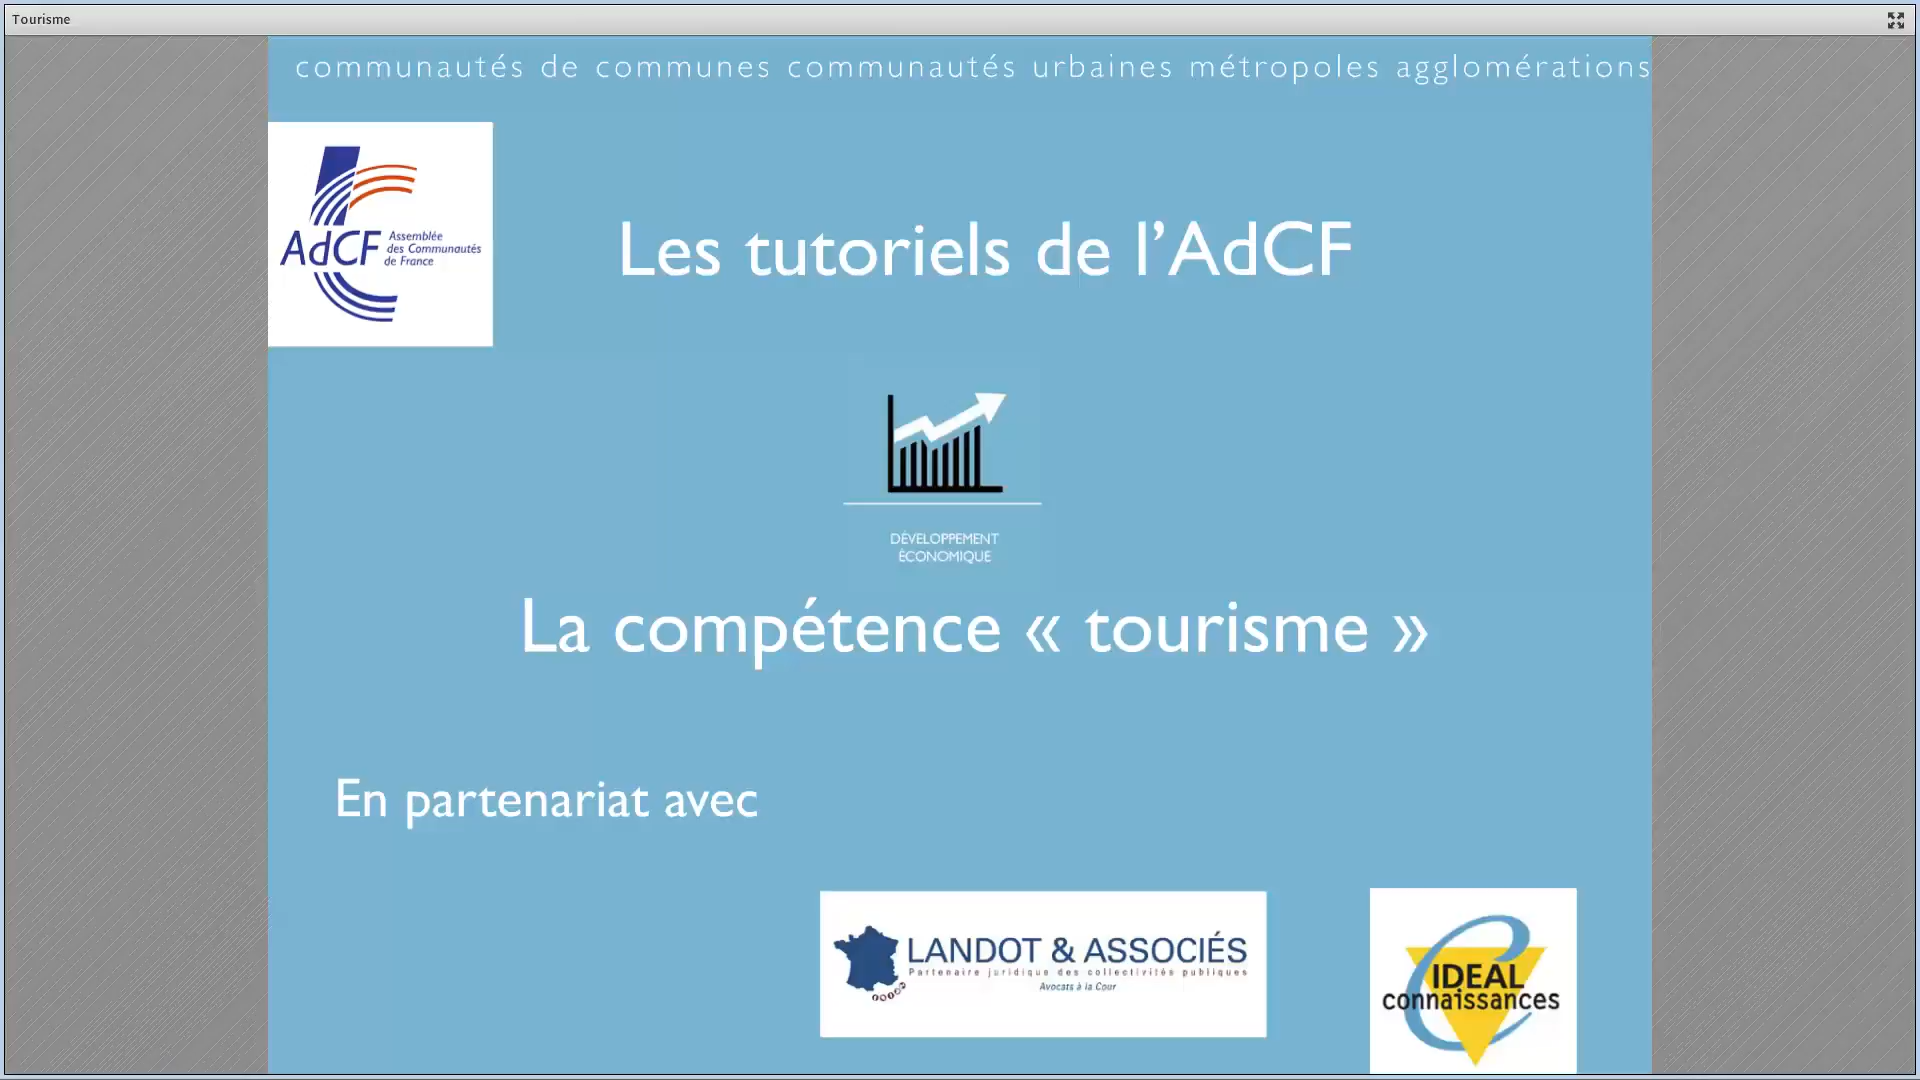 Tourisme
communautés de communes communautés urbaines métropoles agglomérations
AdCF Assemblée
des Communautés
de France
Les tutoriels de l’AdCF
DÉVELOPPEMENT
ÉCONOMIQUE
La compétence « tourisme »
En partenariat avec
LANDOT & ASSOCIÉS
Partenaire juridique des collectivités publiques
Avocats à la Cour
IDEAL
connaissances